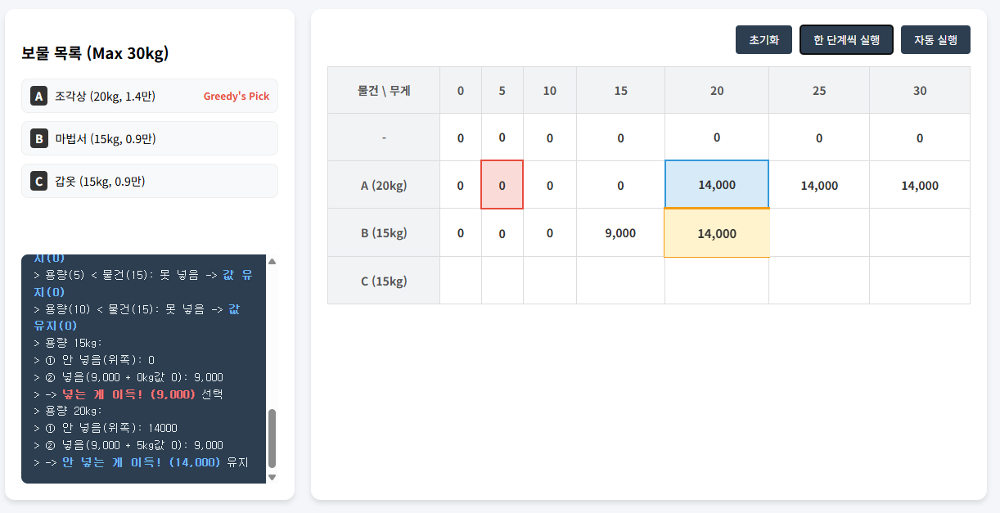 보물 목록 (Max 30kg)
A 조각상 (20kg, 1.4만) Greedy's Pick
B 마법서 (15kg, 0.9만)
C 갑옷 (15kg, 0.9만)
지(0)
> 용량(5) < 물건(15): 못 넣음 -> 값 유
지(0)
> 용량(10) < 물건(15): 못 넣음 -> 값
유지(0)
> 용량 15kg:
> ① 안 넣음(위쪽): 0
> ② 넣음(9,000 + 0kg값 0): 9,000
> -> 넣는 게 이득! (9,000) 선택
> 용량 20kg:
> ① 안 넣음(위쪽): 14000
> ② 넣음(9,000 + 5kg값 0): 9,000
> -> 안 넣는 게 이득! (14,000) 유지
초기화 한 단계씩 실행 자동 실행
물건 \ 무게 0 5 10 15 20 25 30
- 0 0 0 0 0 0 0
A (20kg) 0 0 0 0 14,000 14,000 14,000
B (15kg) 0 0 0 9,000 14,000
C (15kg)